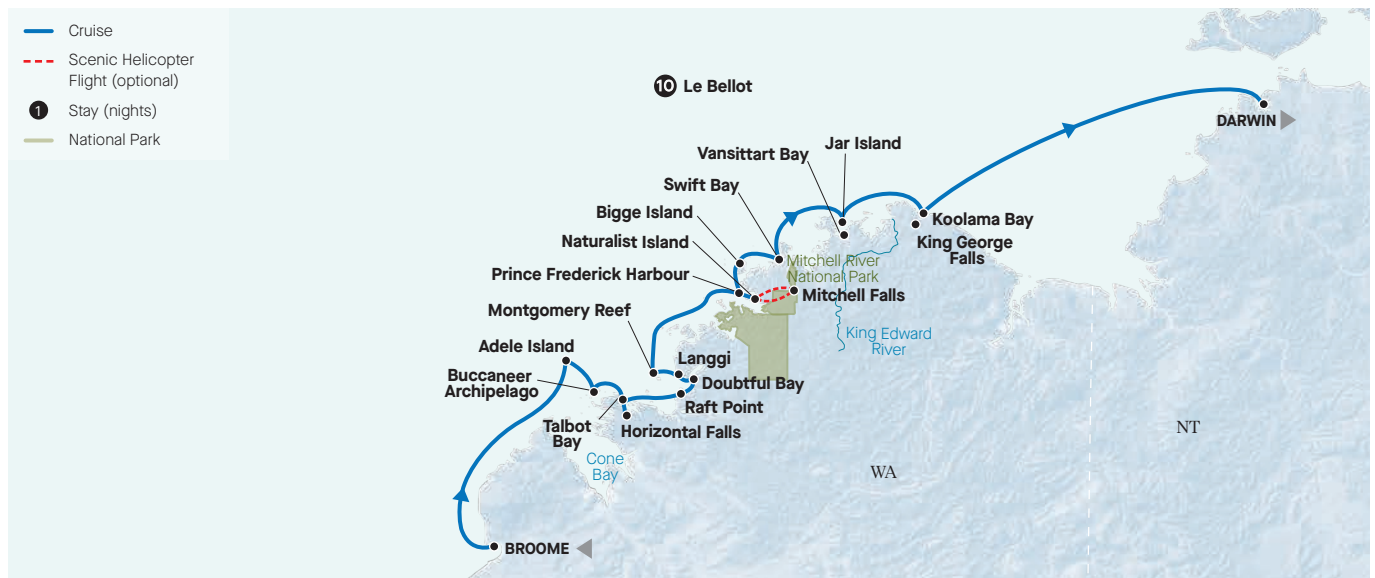 Cruise
Scenic Helicopter
Flight (optional)
1 Stay (nights)
National Park
10 Le Bellot
DARWIN
Jar Island
Vansittart Bay
Swift Bay
Bigge Island
Koolama Bay
Naturalist Island
King George
Falls
Mitchell River
National Park
Prince Frederick Harbour
Mitchell Falls
Montgomery Reef
King Edward
River
Adele Island
Langgi
Buccaneer
Archipelago
Doubtful Bay
Raft Point
Talbot
Bay
Horizontal Falls
NT
Cone
Bay
WA
BROOME